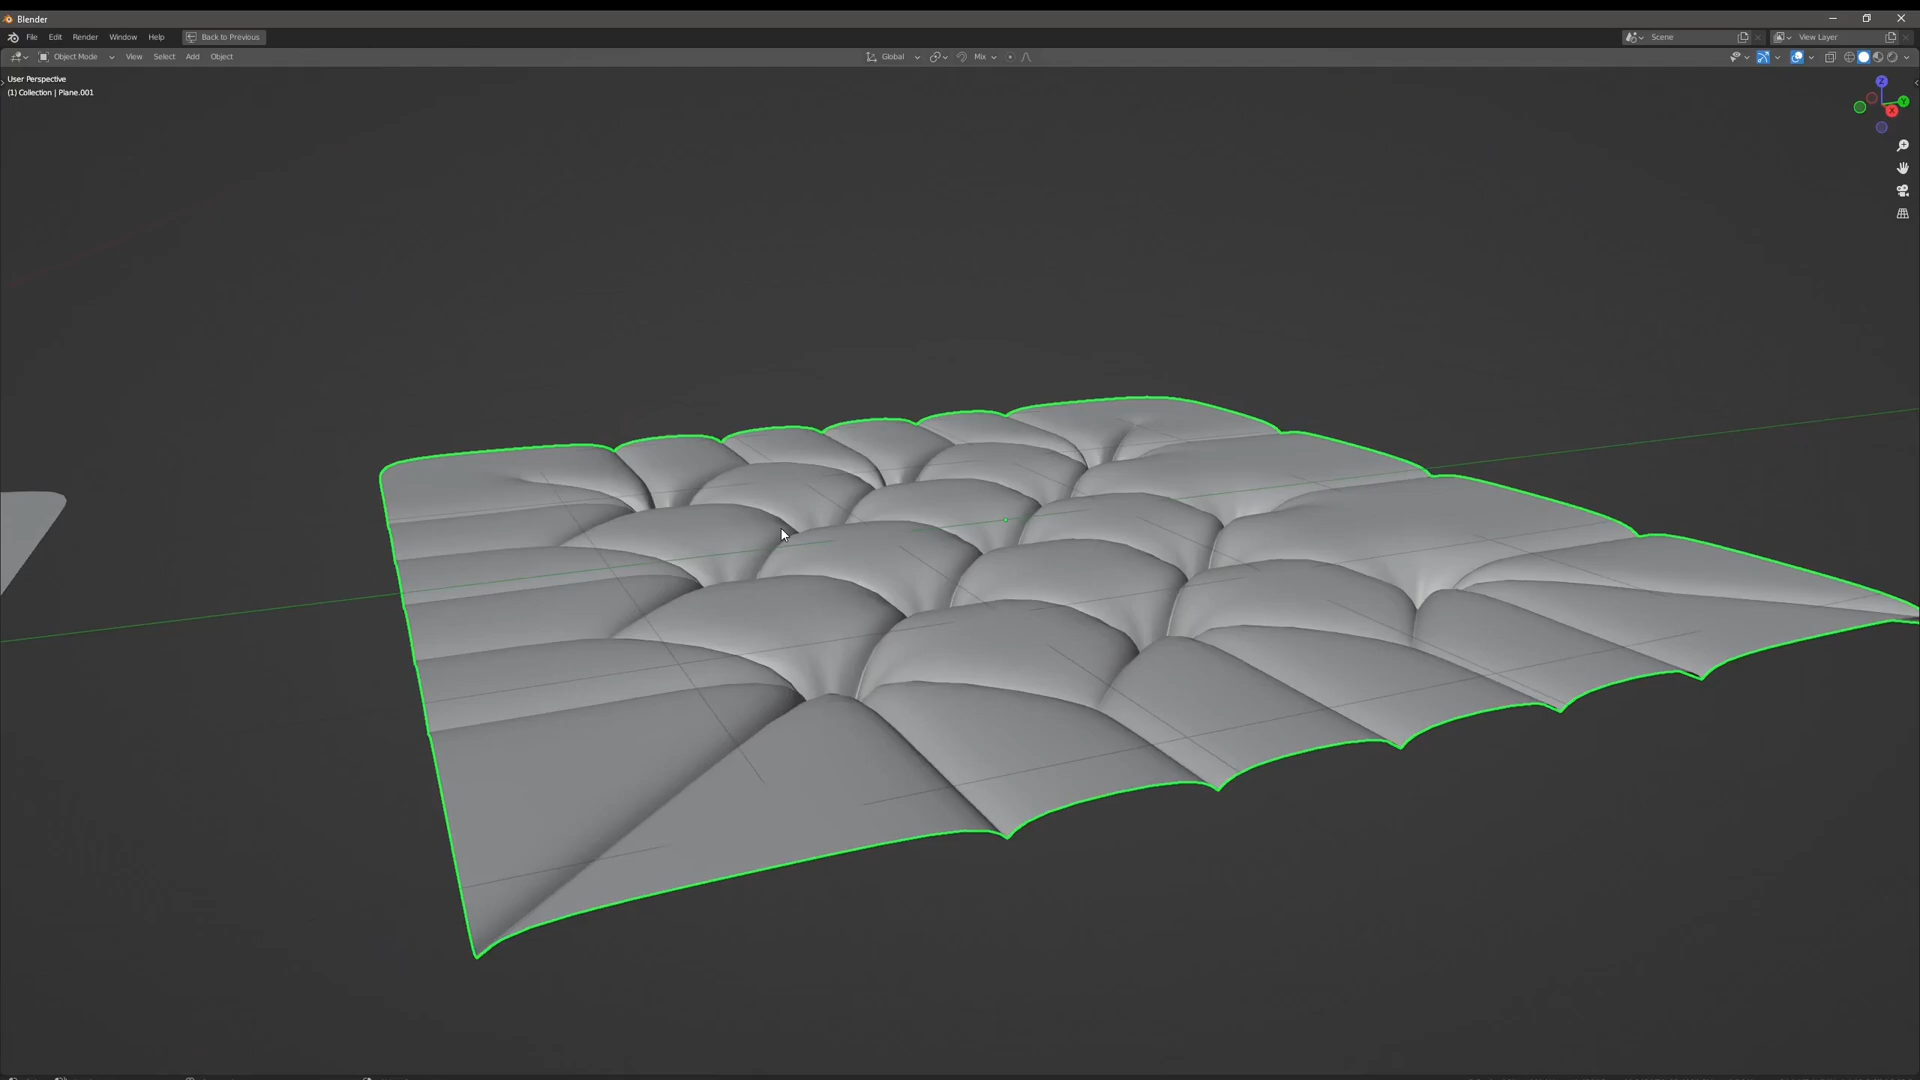 Blender
File Edit Render Window Help Back to Previous Scene View Layer
Object Mode View Select Add Object Global Mix
User Perspective
(1) Collection | Plane.001
Z
Y
X